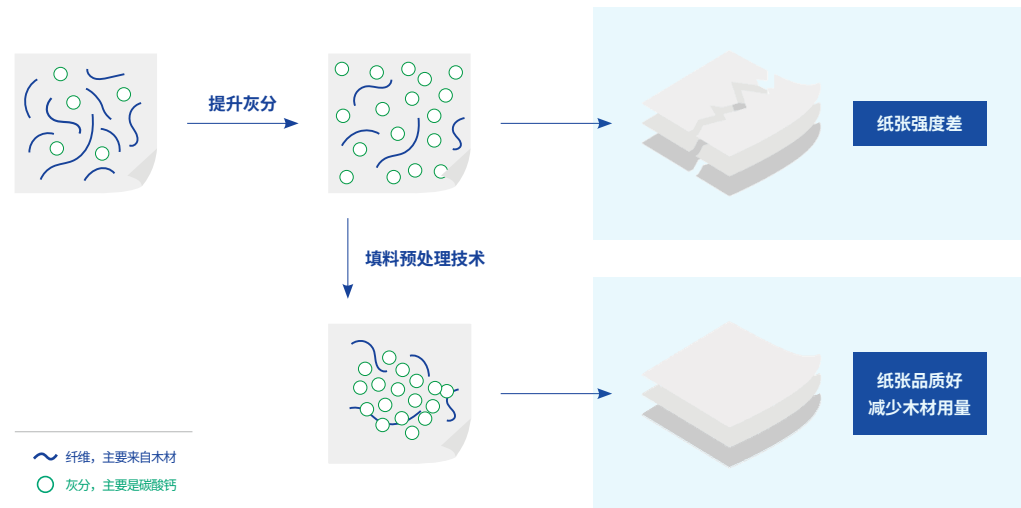 提升灰分
纸张强度差
填料预处理技术
纸张品质好
减少木材用量
纤维，主要来自木材
灰分，主要是碳酸钙